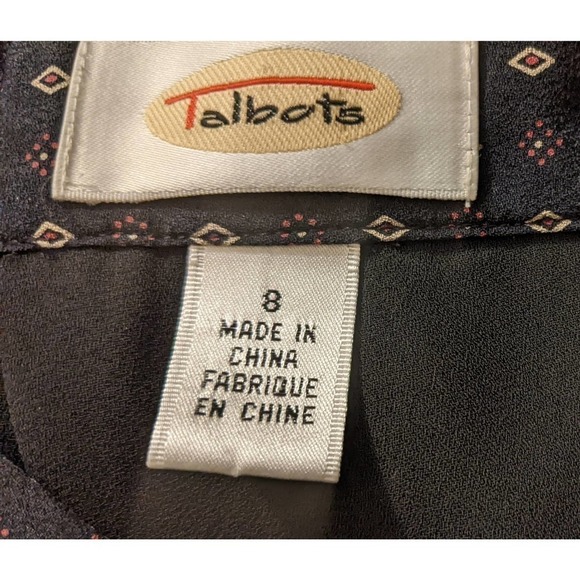 Talbots
8
MADE IN
CHINA
FABRIQUE
EN CHINE